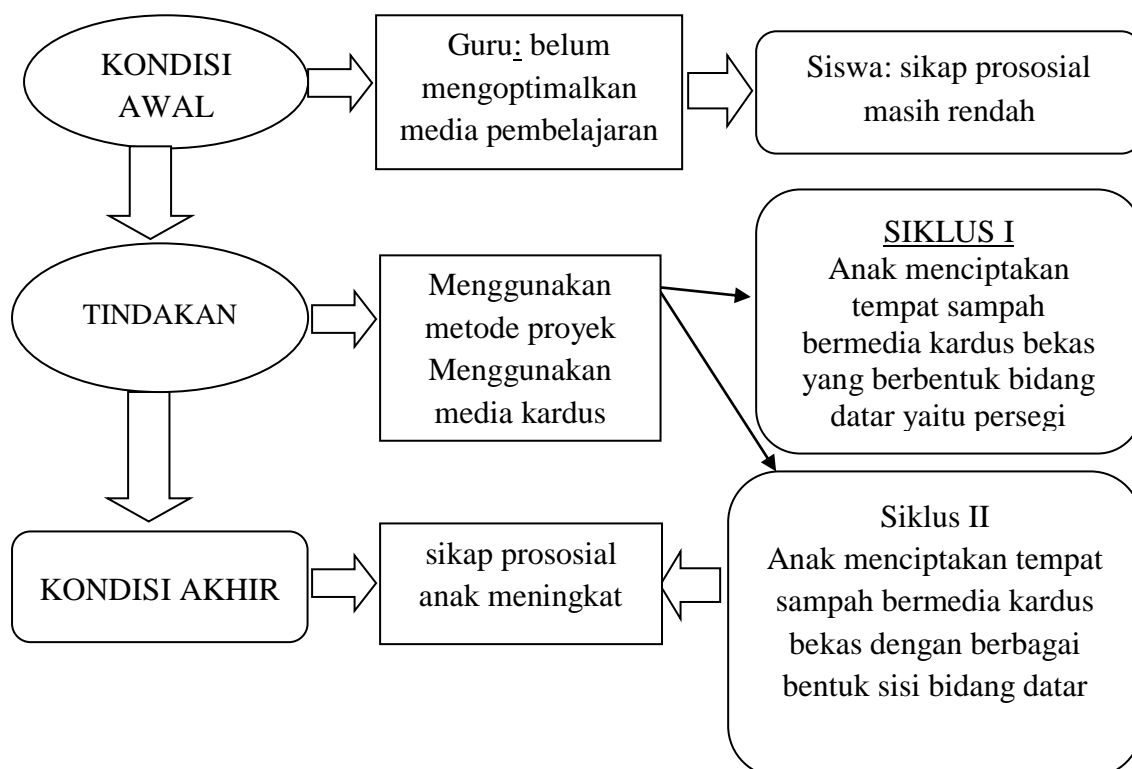 KONDISI
AWAL
Guru: belum
mengoptimalkan
media pembelajaran
Siswa: sikap prososial
masih rendah
TINDAKAN
Menggunakan
metode proyek
Menggunakan
media kardus
SIKLUS I
Anak menciptakan
tempat sampah
bermedia kardus bekas
yang berbentuk bidang
datar yaitu persegi
KONDISI AKHIR
sikap prososial
anak meningkat
Siklus II
Anak menciptakan tempat
sampah bermedia kardus
bekas dengan berbagai
bentuk sisi bidang datar